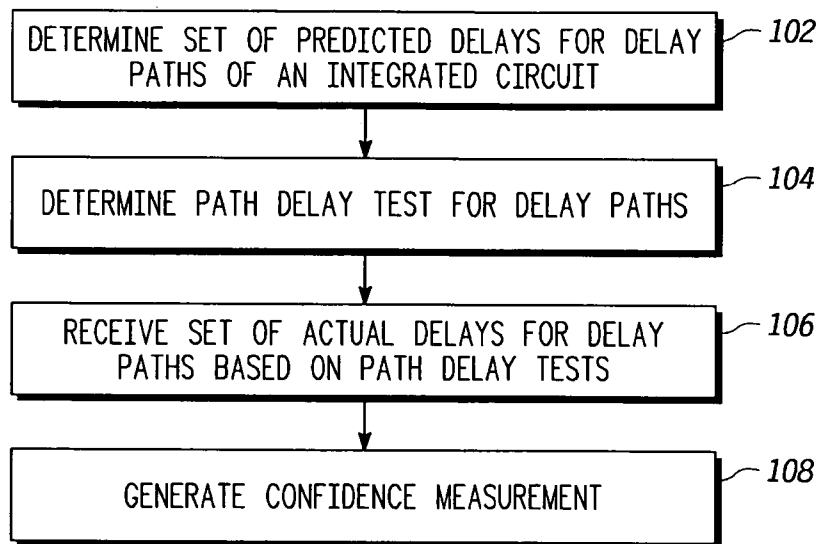 DETERMINE SET OF PREDICTED DELAYS FOR DELAY
PATHS OF AN INTEGRATED CIRCUIT
102
DETERMINE PATH DELAY TEST FOR DELAY PATHS
104
RECEIVE SET OF ACTUAL DELAYS FOR DELAY
PATHS BASED ON PATH DELAY TESTS
106
GENERATE CONFIDENCE MEASUREMENT
108